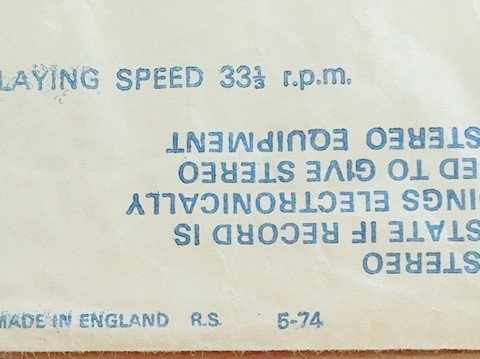 LAYING SPEED 33⅓ r.p.m.
STEREO
STATE IF RECORD IS
INGS ELECTRONICALLY
ED TO GIVE STEREO
STEREO EQUIPMENT
MADE IN ENGLAND R.S. 5-74